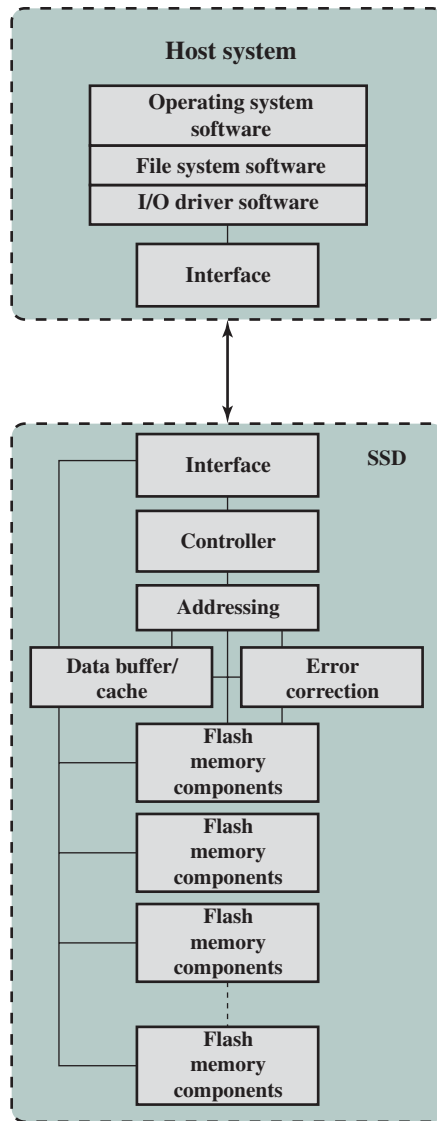 Host system
Operating system
software
File system software
I/O driver software
Interface
SSD
Interface
Controller
Addressing
Data buffer/
cache
Error
correction
Flash
memory
components
Flash
memory
components
Flash
memory
components
Flash
memory
components